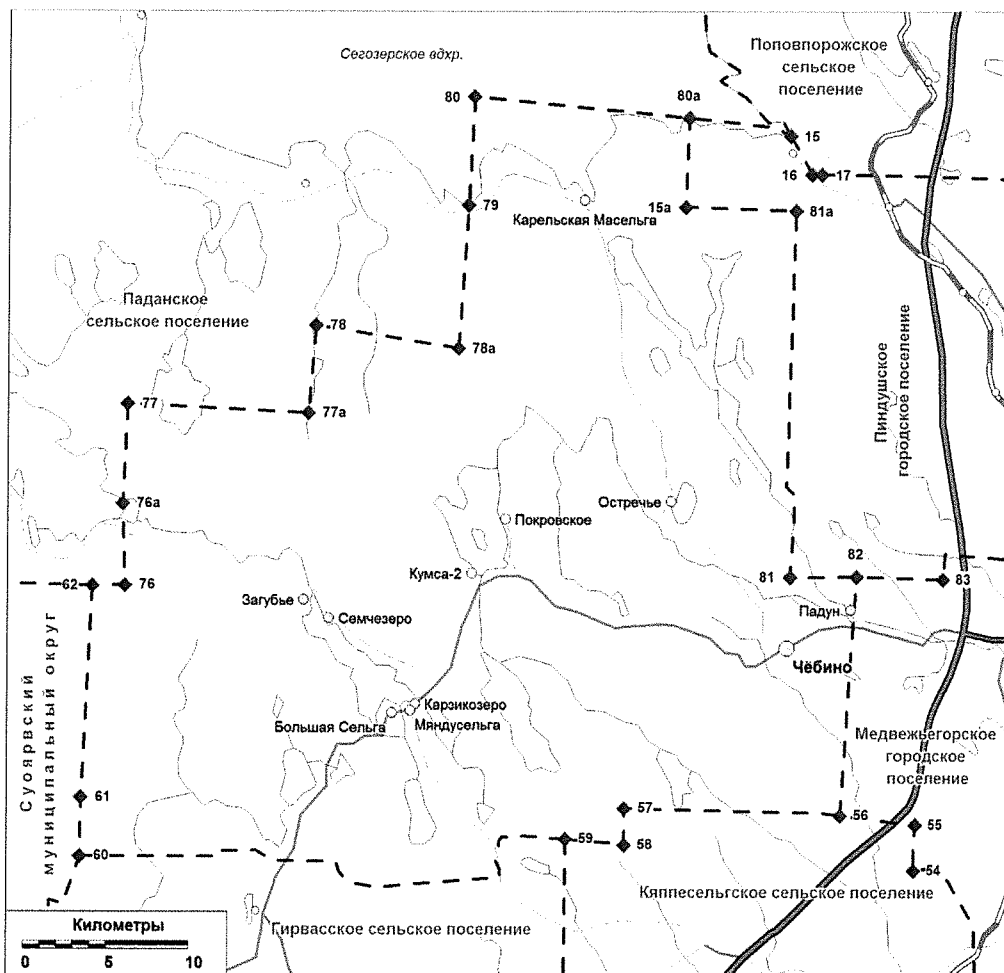 Сегозерское вдхр.
Поповпорожское
сельское
поселение
80
80а
15
16
17
79
Карельская Масельга
15а
81а
Паданское
сельское поселение
78
78а
77
77а
Пиндушское
городское поселение
76а
Остречье
Покровское
62
76
Кумса-2
81
82
83
Загубье
Семчезеро
Падун
Чёбино
Суоярвский
муниципальный округ
Карзикозеро
Большая Сельга
Мяндусельга
Медвежьегорское
городское
поселение
61
57
56
55
60
59
58
54
Кяппесельгское сельское поселение
7
Гирвасское сельское поселение
Километры
0 5 10